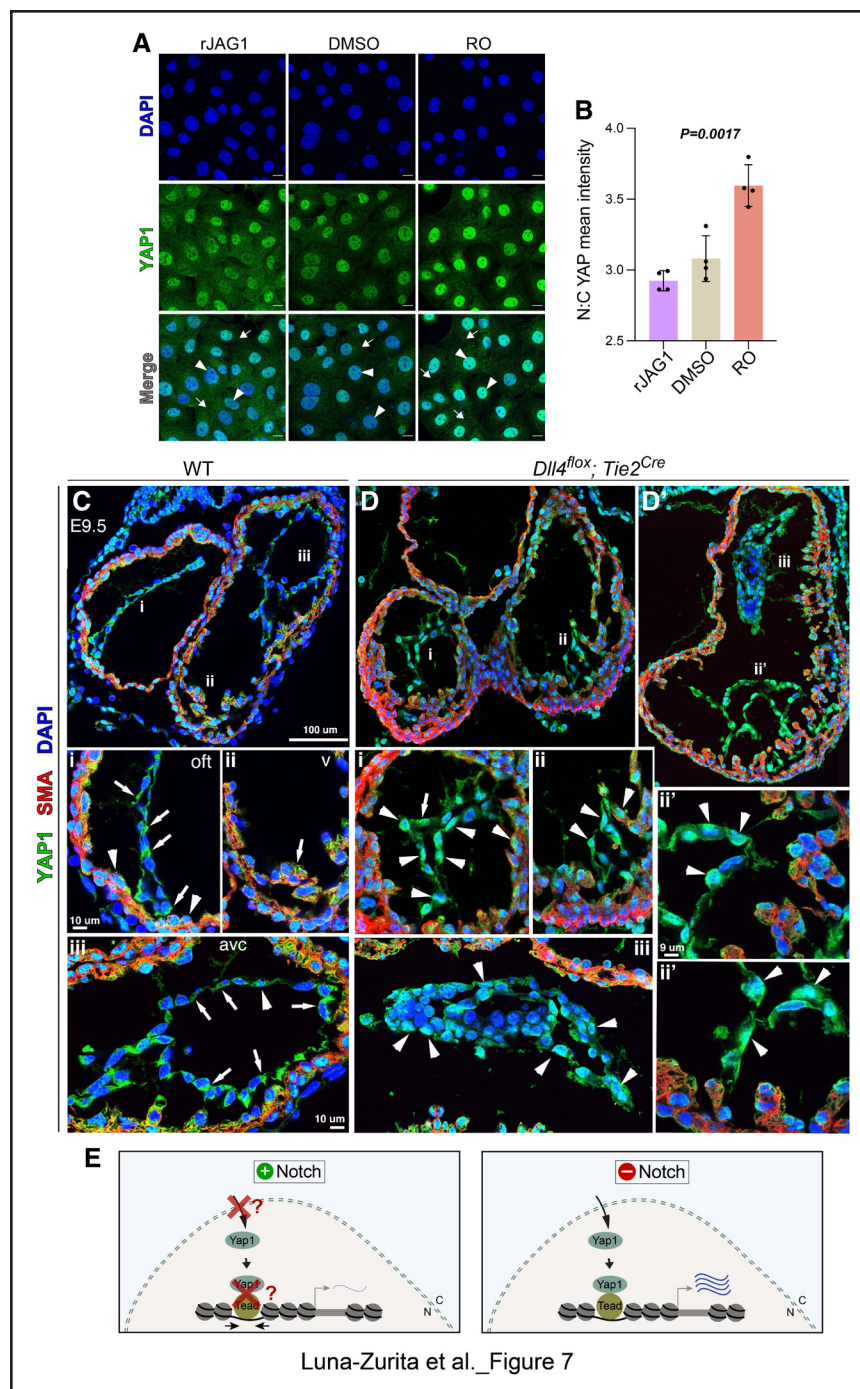 A
rJAG1 DMSO RO
DAPI
YAP1
Merge
B
P=0.0017
N:C YAP mean intensity
4.0
3.5
3.0
2.5
rJAG1 DMSO RO
WT Dll4flox; Tie2Cre
C D D'
E9.5
i ii iii
i ii
iii ii'
100 um
YAP1 SMA DAPI
i oft ii v
10 um
i ii
ii'
9 um
iii avc
10 um
iii
ii'
E
+ Notch
?
Yap1
Yap1
?
Tead
C
N
− Notch
Yap1
Yap1
Tead
C
N
Luna-Zurita et al._Figure 7